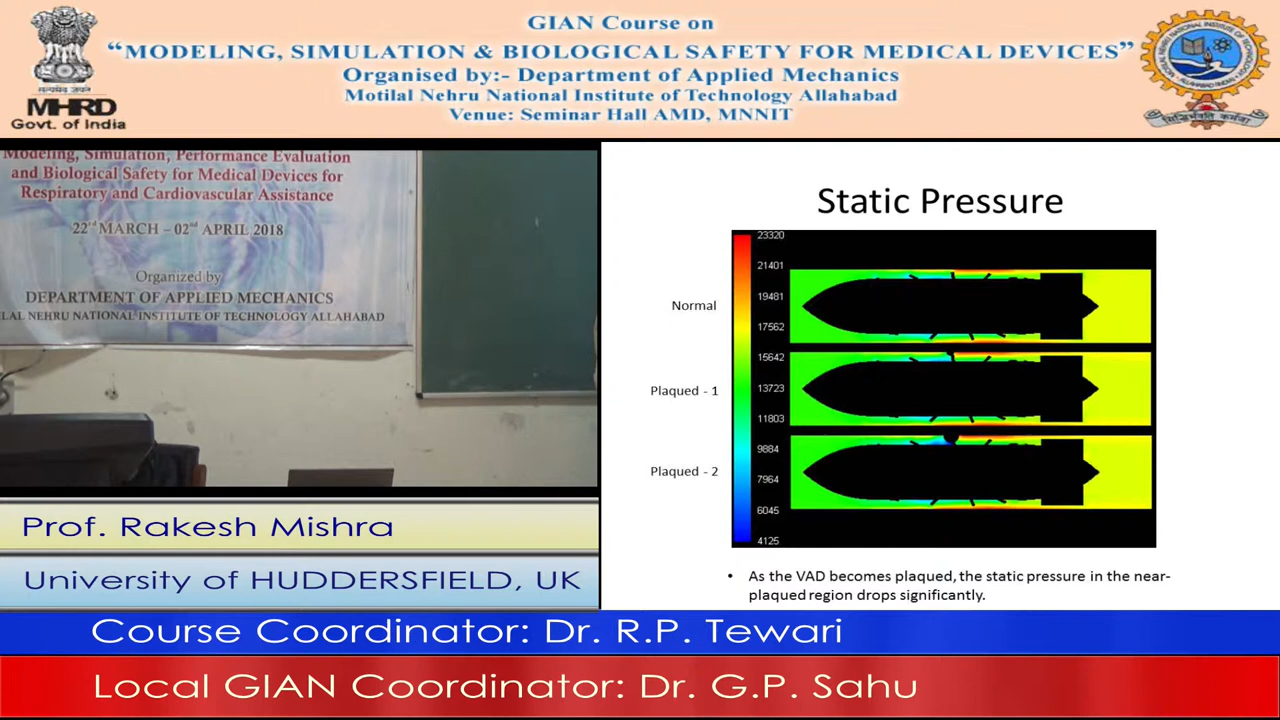 GIAN Course on
“MODELING, SIMULATION & BIOLOGICAL SAFETY FOR MEDICAL DEVICES”
Organised by:- Department of Applied Mechanics
Motilal Nehru National Institute of Technology Allahabad
Venue: Seminar Hall AMD, MNNIT
सत्यमेव जयते
MHRD
Govt. of India
Modeling, Simulation, Performance Evaluation
and Biological Safety for Medical Devices for
Respiratory and Cardiovascular Assistance
22nd MARCH – 02nd APRIL 2018
Organized by
DEPARTMENT OF APPLIED MECHANICS
NEHRU NATIONAL INSTITUTE OF TECHNOLOGY ALLAHABAD
Static Pressure
23320
21401
19481
17562
15642
13723
11803
9884
7964
6045
4125
Normal
Plaqued - 1
Plaqued - 2
• As the VAD becomes plaqued, the static pressure in the near-
plaqued region drops significantly.
Prof. Rakesh Mishra
University of HUDDERSFIELD, UK
Course Coordinator: Dr. R.P. Tewari
Local GIAN Coordinator: Dr. G.P. Sahu